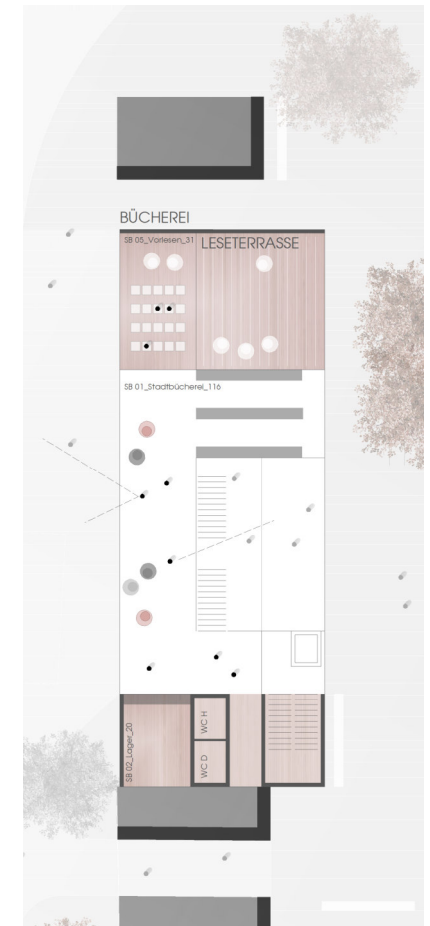 BÜCHEREI
SB 05_Vorlesen_31
LESETERRASSE
SB 01_Stadtbücherei_116
SB 02_Lager_20
WC H
WC D